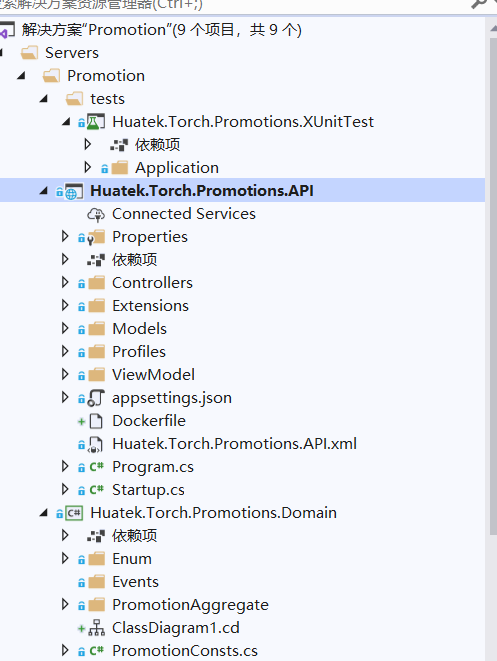 搜索解决方案资源管理器(Ctrl+;)
解决方案"Promotion"(9 个项目，共 9 个)
Servers
Promotion
tests
Huatek.Torch.Promotions.XUnitTest
依赖项
Application
Huatek.Torch.Promotions.API
Connected Services
Properties
依赖项
Controllers
Extensions
Models
Profiles
ViewModel
appsettings.json
Dockerfile
Huatek.Torch.Promotions.API.xml
C# Program.cs
C# Startup.cs
C# Huatek.Torch.Promotions.Domain
依赖项
Enum
Events
PromotionAggregate
ClassDiagram1.cd
C# PromotionConsts.cs